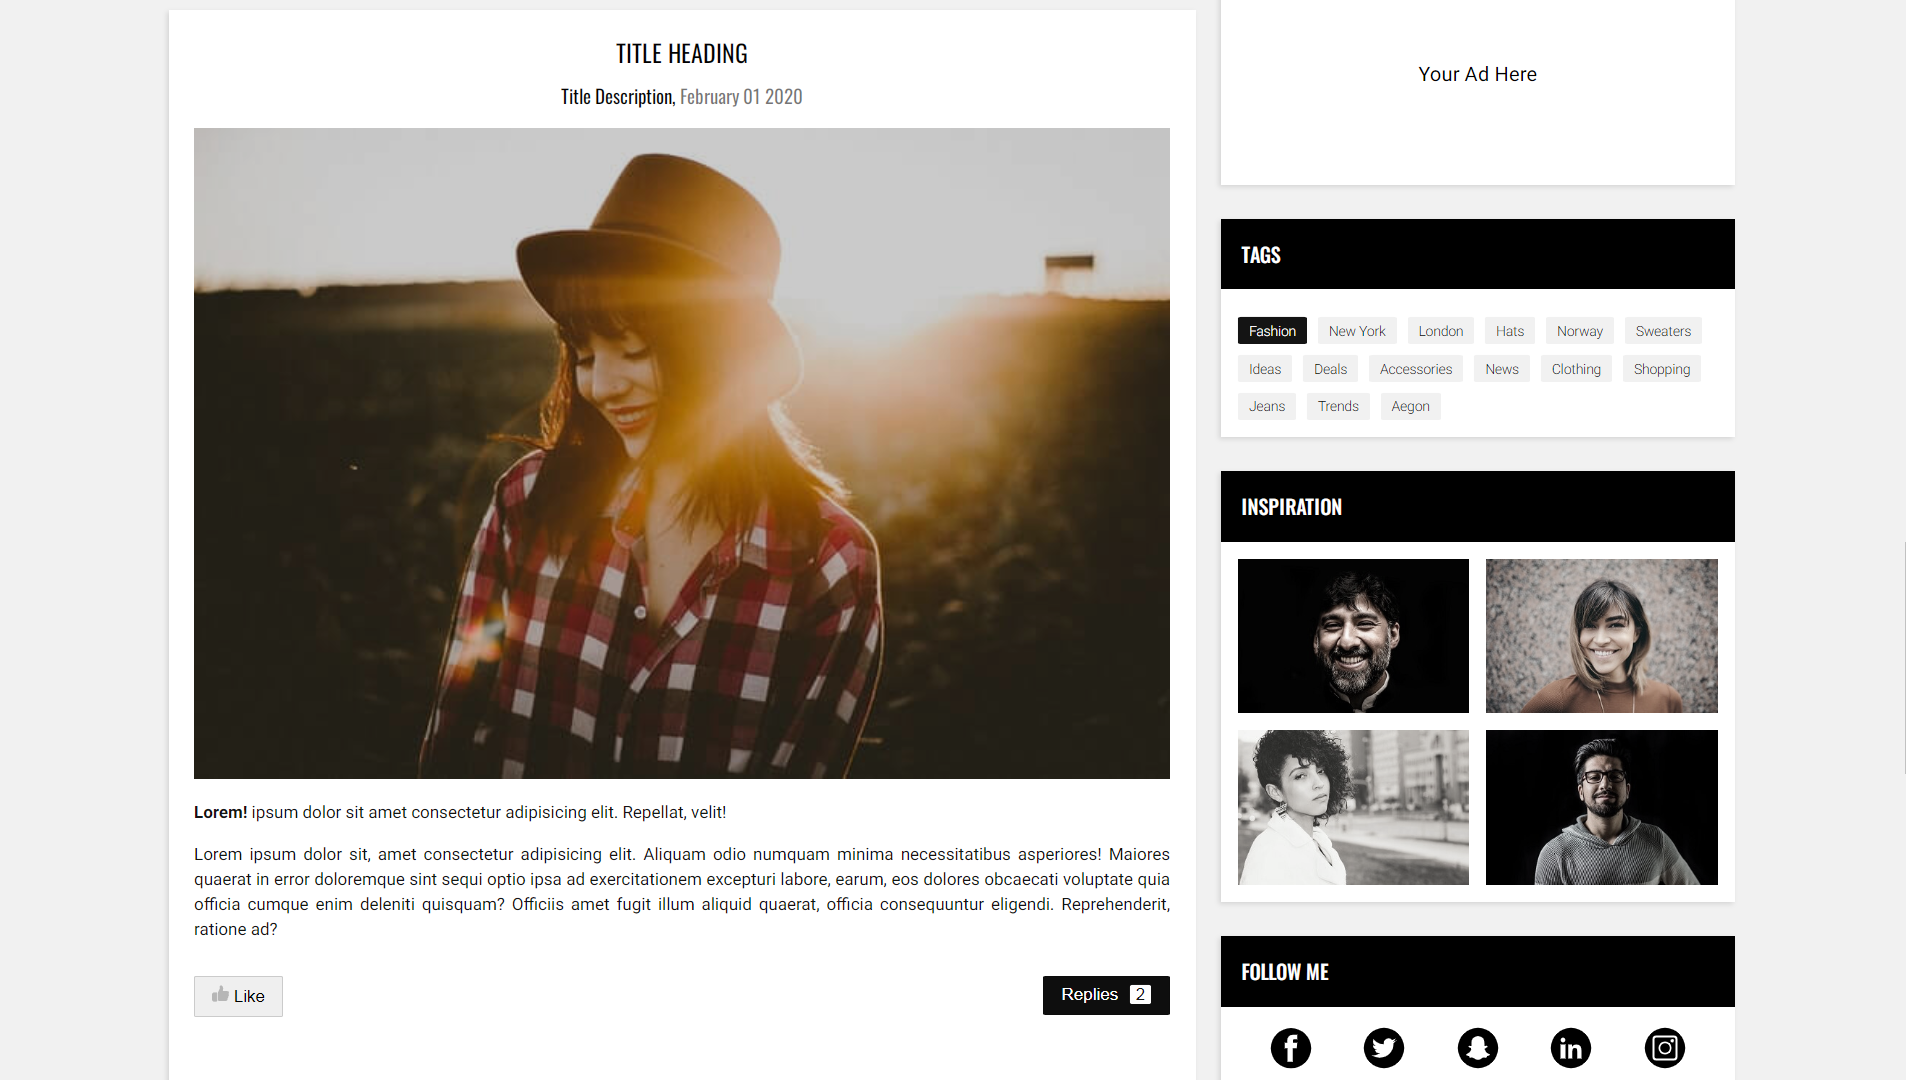 TITLE HEADING
Title Description, February 01 2020
Lorem! ipsum dolor sit amet consectetur adipisicing elit. Repellat, velit!
Lorem ipsum dolor sit, amet consectetur adipisicing elit. Aliquam odio numquam minima necessitatibus asperiores! Maiores
quaerat in error doloremque sint sequi optio ipsa ad exercitationem excepturi labore, earum, eos dolores obcaecati voluptate quia
officia cumque enim deleniti quisquam? Officiis amet fugit illum aliquid quaerat, officia consequuntur eligendi. Reprehenderit,
ratione ad?
Like
Replies 2
Your Ad Here
TAGS
Fashion New York London Hats Norway Sweaters
Ideas Deals Accessories News Clothing Shopping
Jeans Trends Aegon
INSPIRATION
FOLLOW ME